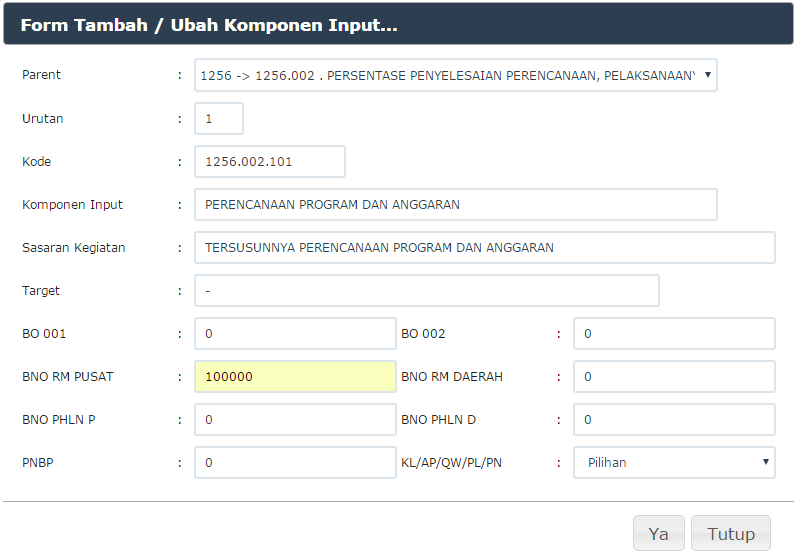 Form Tambah / Ubah Komponen Input...
Parent : 1256 -> 1256.002 . PERSENTASE PENYELESAIAN PERENCANAAN, PELAKSANAAN
Urutan : 1
Kode : 1256.002.101
Komponen Input : PERENCANAAN PROGRAM DAN ANGGARAN
Sasaran Kegiatan : TERSUSUNNYA PERENCANAAN PROGRAM DAN ANGGARAN
Target : -
BO 001 : 0 BO 002 : 0
BNO RM PUSAT : 100000 BNO RM DAERAH : 0
BNO PHLN P : 0 BNO PHLN D : 0
PNBP : 0 KL/AP/QW/PL/PN : Pilihan
Ya Tutup